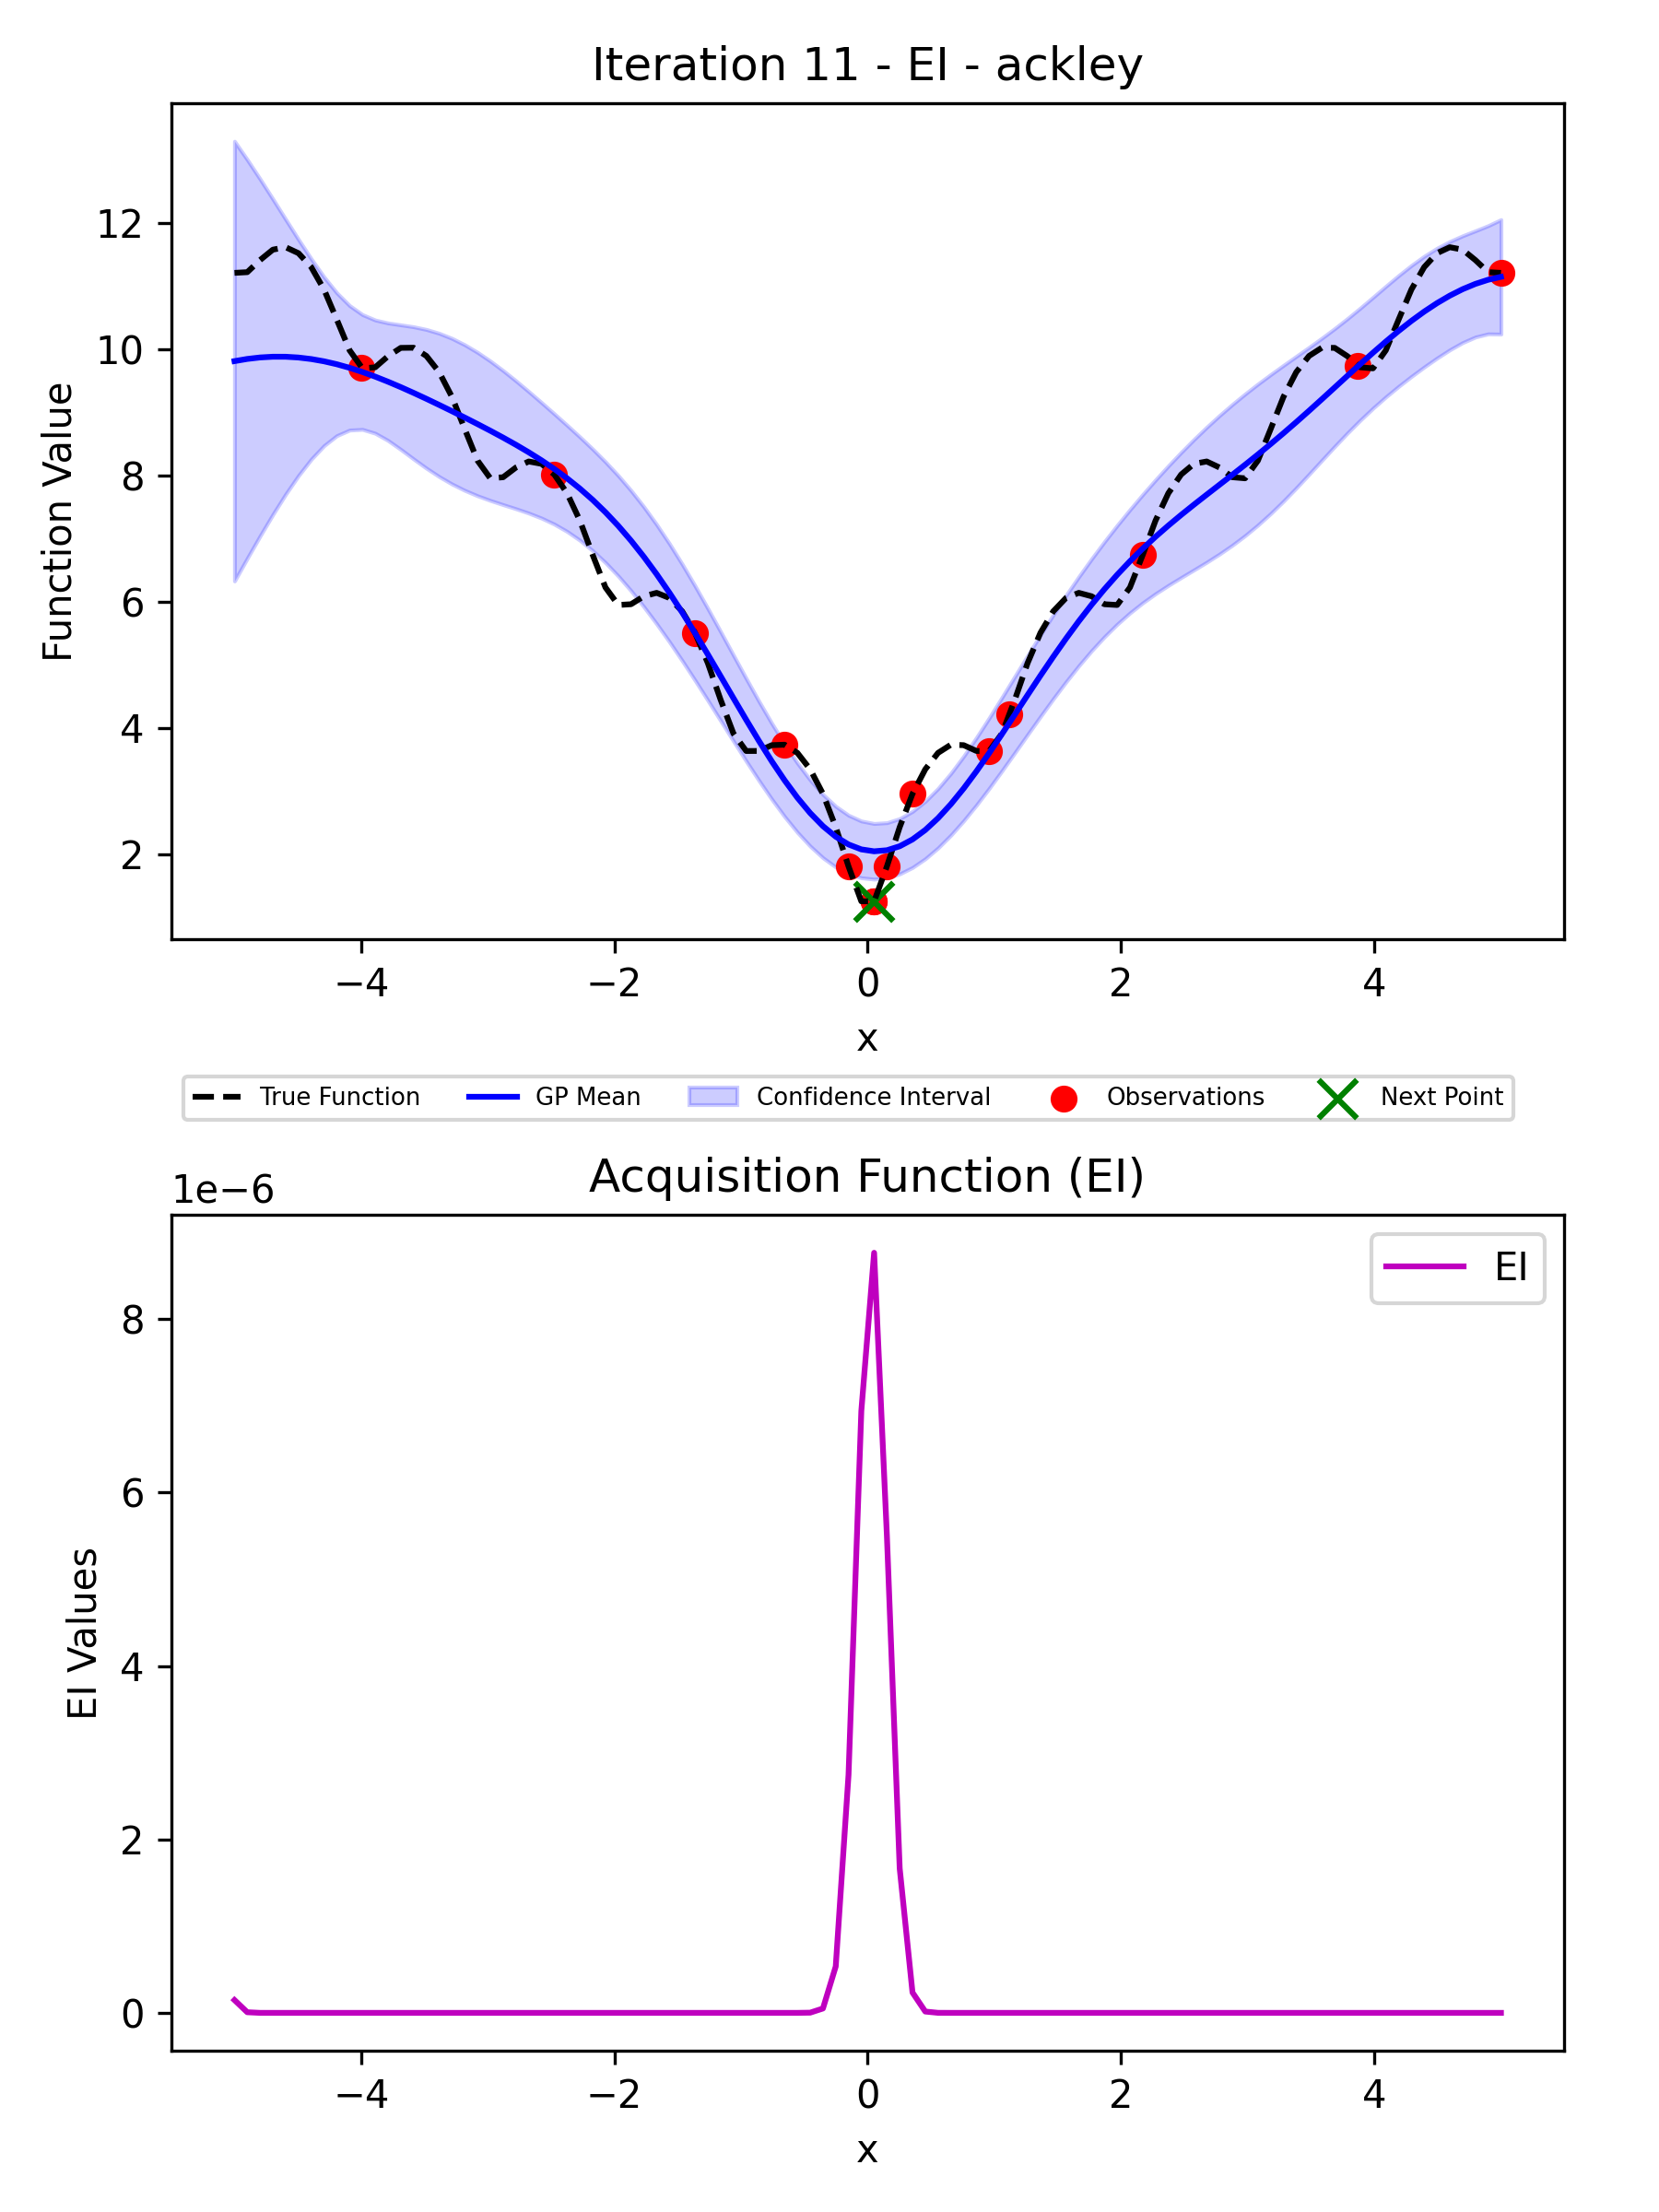 Iteration 11 - EI - ackley
12
10
8
6
4
2
Function Value
−4 −2 0 2 4
x
True Function GP Mean Confidence Interval Observations Next Point
Acquisition Function (EI)
1e−6
EI
8
6
4
2
0
EI Values
−4 −2 0 2 4
x